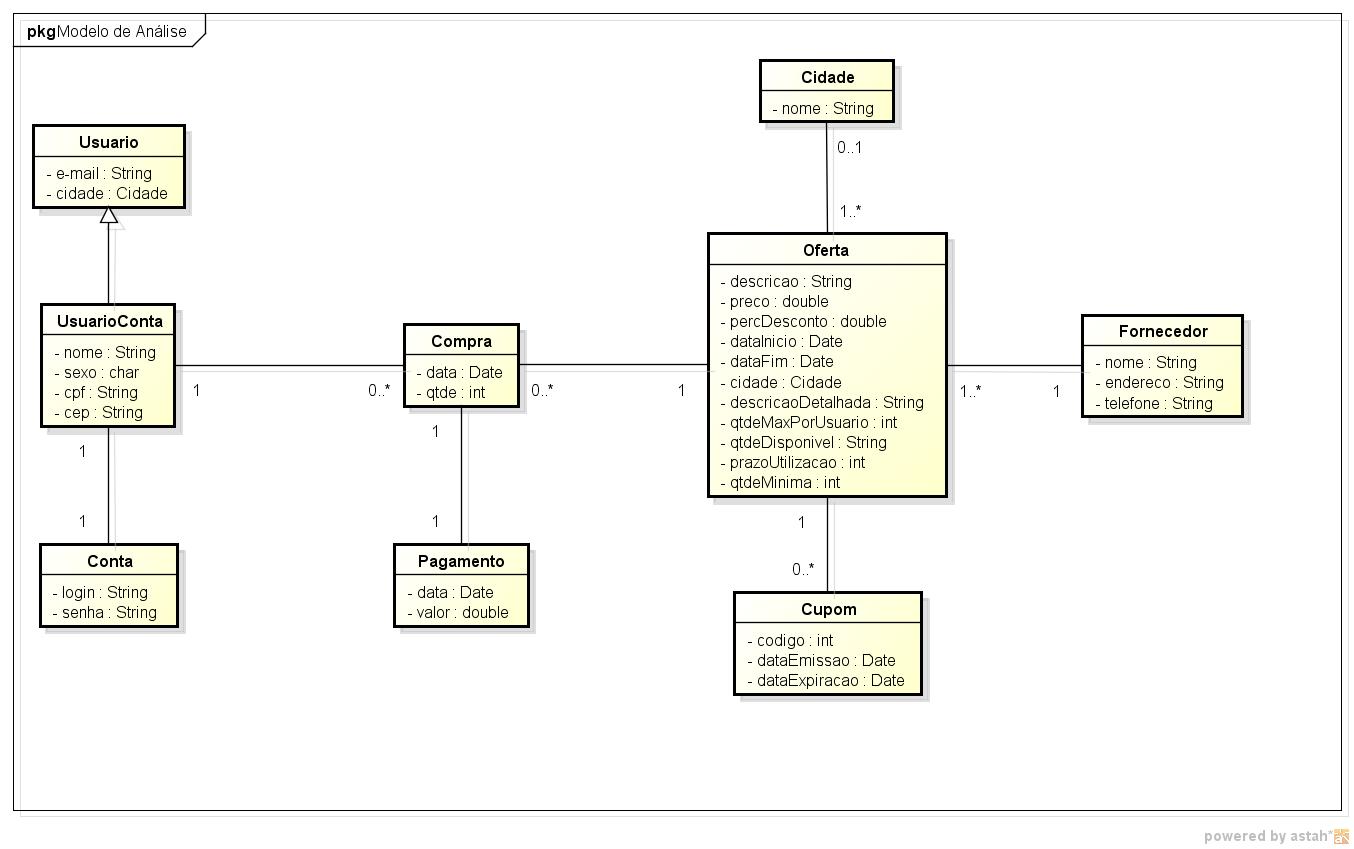 pkg Modelo de Análise
Cidade
- nome : String
0..1
1..*
Usuario
- e-mail : String
- cidade : Cidade
UsuarioConta
- nome : String
- sexo : char
- cpf : String
- cep : String
1
0..*
Compra
- data : Date
- qtde : int
0..*
1
Oferta
- descricao : String
- preco : double
- percDesconto : double
- dataInicio : Date
- dataFim : Date
- cidade : Cidade
- descricaoDetalhada : String
- qtdeMaxPorUsuario : int
- qtdeDisponivel : String
- prazoUtilizacao : int
- qtdeMinima : int
1..*
1
Fornecedor
- nome : String
- endereco : String
- telefone : String
1
1
Conta
- login : String
- senha : String
1
1
Pagamento
- data : Date
- valor : double
1
0..*
Cupom
- codigo : int
- dataEmissao : Date
- dataExpiracao : Date
powered by astah*